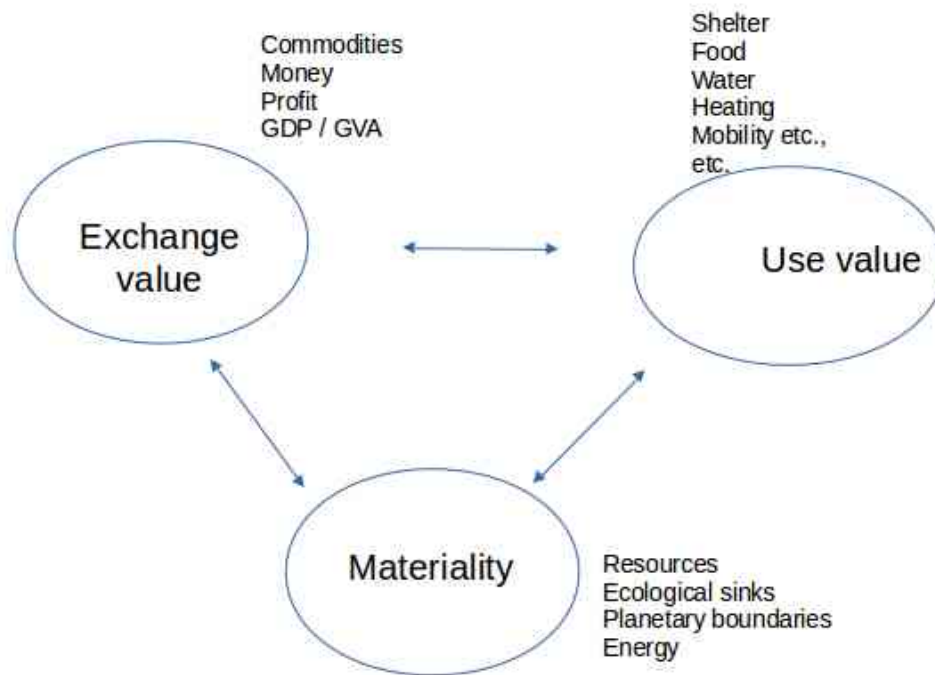 Commodities
Money
Profit
GDP / GVA
Shelter
Food
Water
Heating
Mobility etc.,
etc.
Exchange
value
Use value
Materiality
Resources
Ecological sinks
Planetary boundaries
Energy